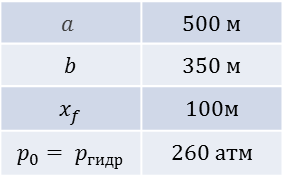 a 500 м
b 350 м
x_f 100м
p_0 = p_гидр 260 атм